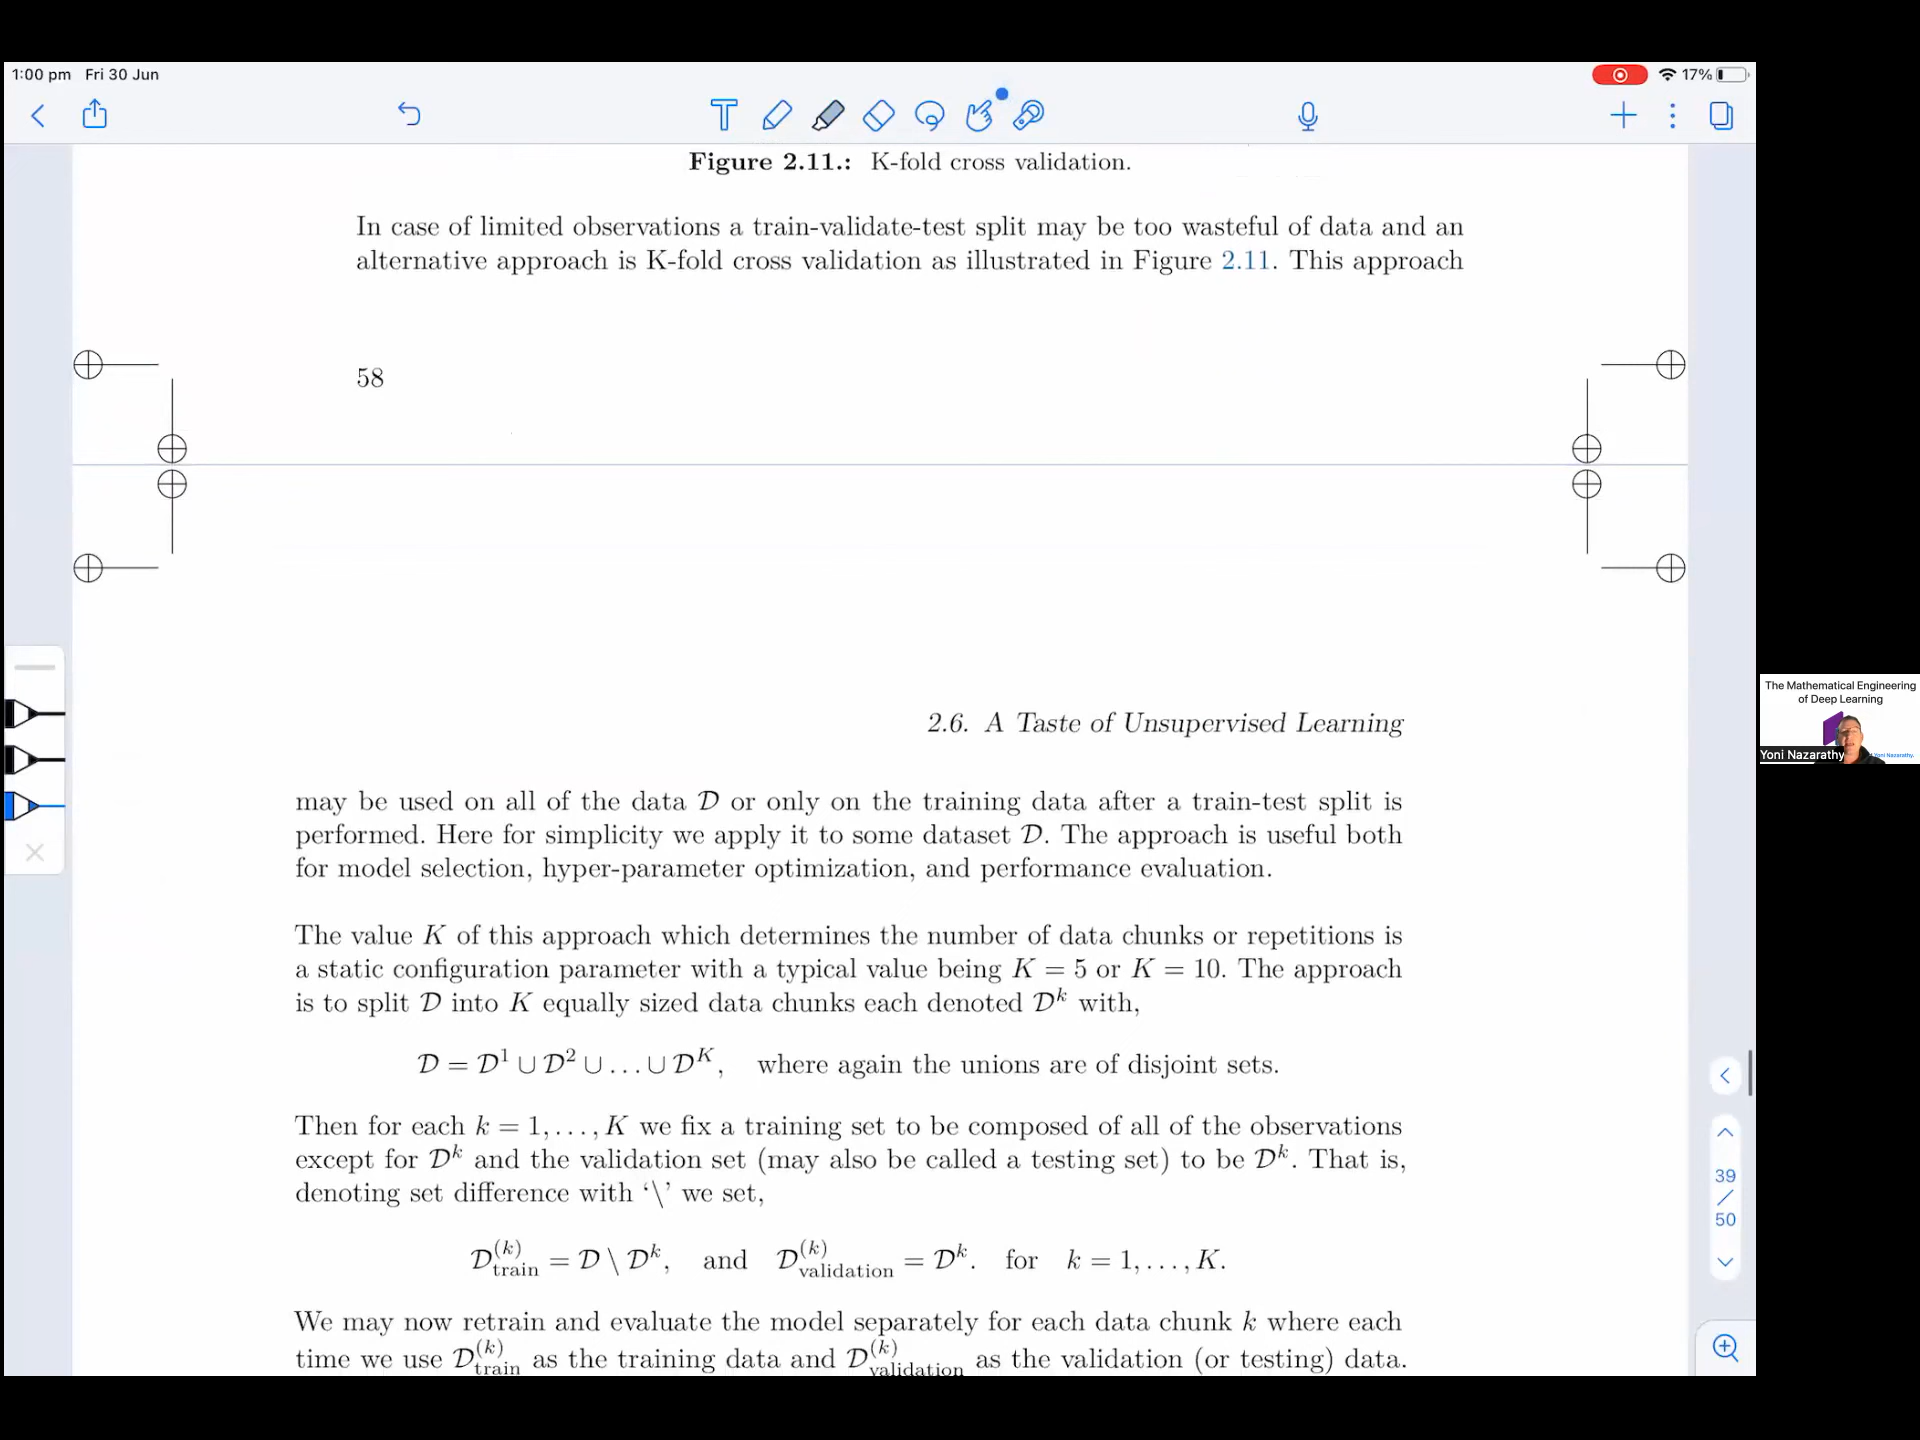 1:00 pm Fri 30 Jun
17%
Figure 2.11.: K-fold cross validation.
In case of limited observations a train-validate-test split may be too wasteful of data and an
alternative approach is K-fold cross validation as illustrated in Figure 2.11. This approach
58
2.6. A Taste of Unsupervised Learning
may be used on all of the data 𝒟 or only on the training data after a train-test split is
performed. Here for simplicity we apply it to some dataset 𝒟. The approach is useful both
for model selection, hyper-parameter optimization, and performance evaluation.
The value K of this approach which determines the number of data chunks or repetitions is
a static configuration parameter with a typical value being K = 5 or K = 10. The approach
is to split 𝒟 into K equally sized data chunks each denoted 𝒟^k with,
𝒟 = 𝒟^1 ∪ 𝒟^2 ∪ . . . ∪ 𝒟^K, where again the unions are of disjoint sets.
Then for each k = 1, . . . , K we fix a training set to be composed of all of the observations
except for 𝒟^k and the validation set (may also be called a testing set) to be 𝒟^k. That is,
denoting set difference with ‘\’ we set,
𝒟_train^(k) = 𝒟 \ 𝒟^k, and 𝒟_validation^(k) = 𝒟^k. for k = 1, . . . , K.
We may now retrain and evaluate the model separately for each data chunk k where each
time we use 𝒟_train^(k) as the training data and 𝒟_validation^(k) as the validation (or testing) data.
39
/
50
The Mathematical Engineering
of Deep Learning
Yoni Nazarathy
Yoni Nazarathy.